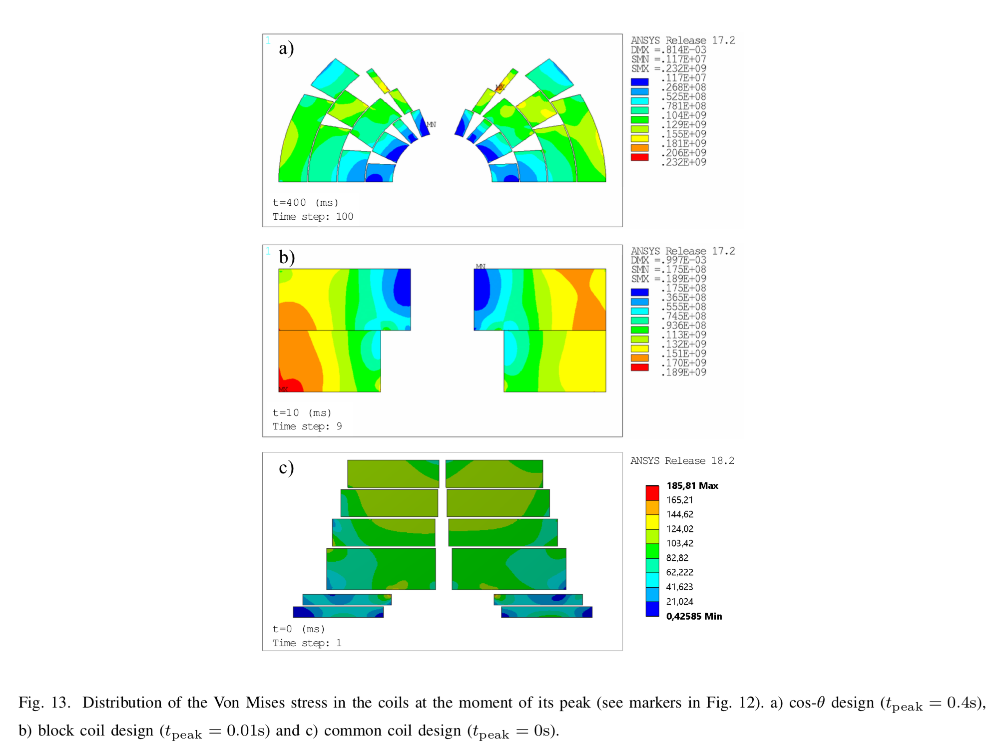 1
a)
MX
MN
t=400 (ms)
Time step: 100
ANSYS Release 17.2
DMX =.814E-03
SMN =.117E+07
SMX =.232E+09
.117E+07
.268E+08
.525E+08
.781E+08
.104E+09
.129E+09
.155E+09
.181E+09
.206E+09
.232E+09
1
b)
MN
MX
t=10 (ms)
Time step: 9
ANSYS Release 17.2
DMX =.997E-03
SMN =.175E+08
SMX =.189E+09
.175E+08
.365E+08
.555E+08
.745E+08
.936E+08
.113E+09
.132E+09
.151E+09
.170E+09
.189E+09
c)
t=0 (ms)
Time step: 1
ANSYS Release 18.2
185,81 Max
165,21
144,62
124,02
103,42
82,82
62,222
41,623
21,024
0,42585 Min
Fig. 13. Distribution of the Von Mises stress in the coils at the moment of its peak (see markers in Fig. 12). a) cos-θ design (t_peak = 0.4s),
b) block coil design (t_peak = 0.01s) and c) common coil design (t_peak = 0s).